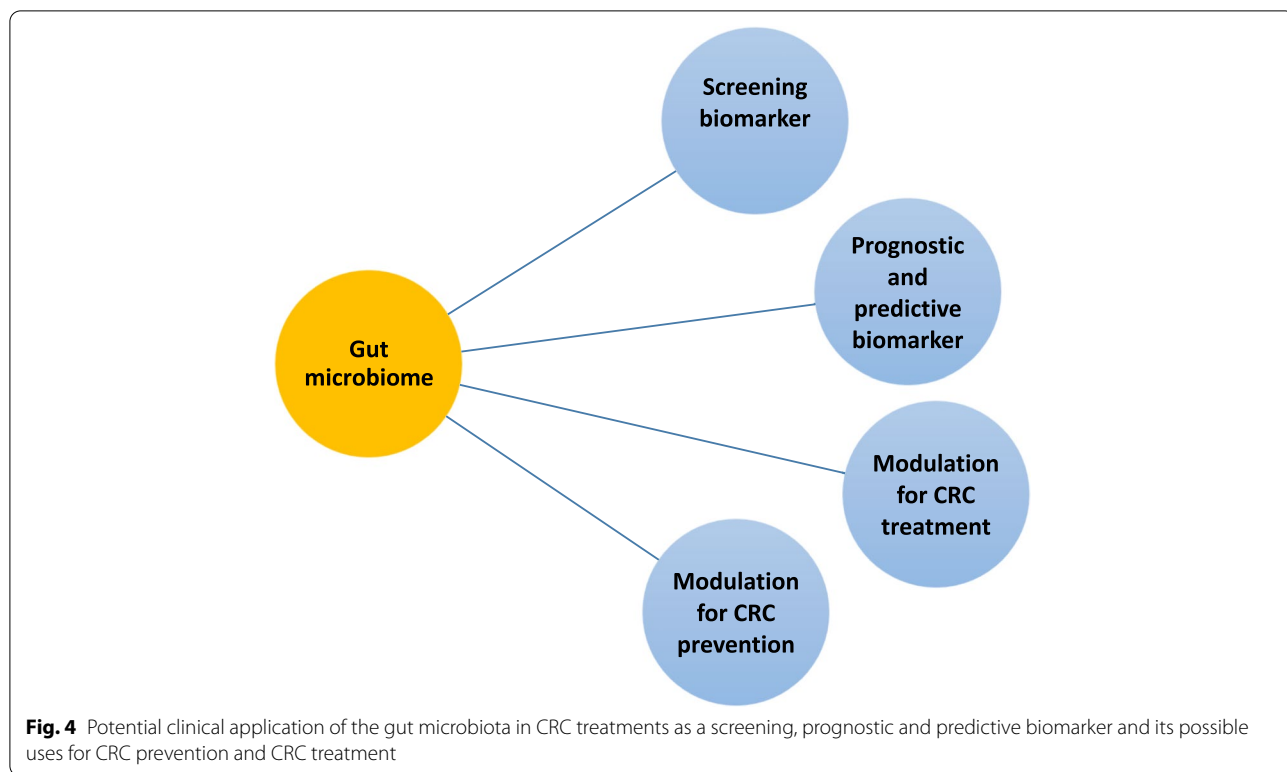 Screening
biomarker
Prognostic
and
predictive
biomarker
Gut
microbiome
Modulation
for CRC
treatment
Modulation
for CRC
prevention
Fig. 4 Potential clinical application of the gut microbiota in CRC treatments as a screening, prognostic and predictive biomarker and its possible
uses for CRC prevention and CRC treatment